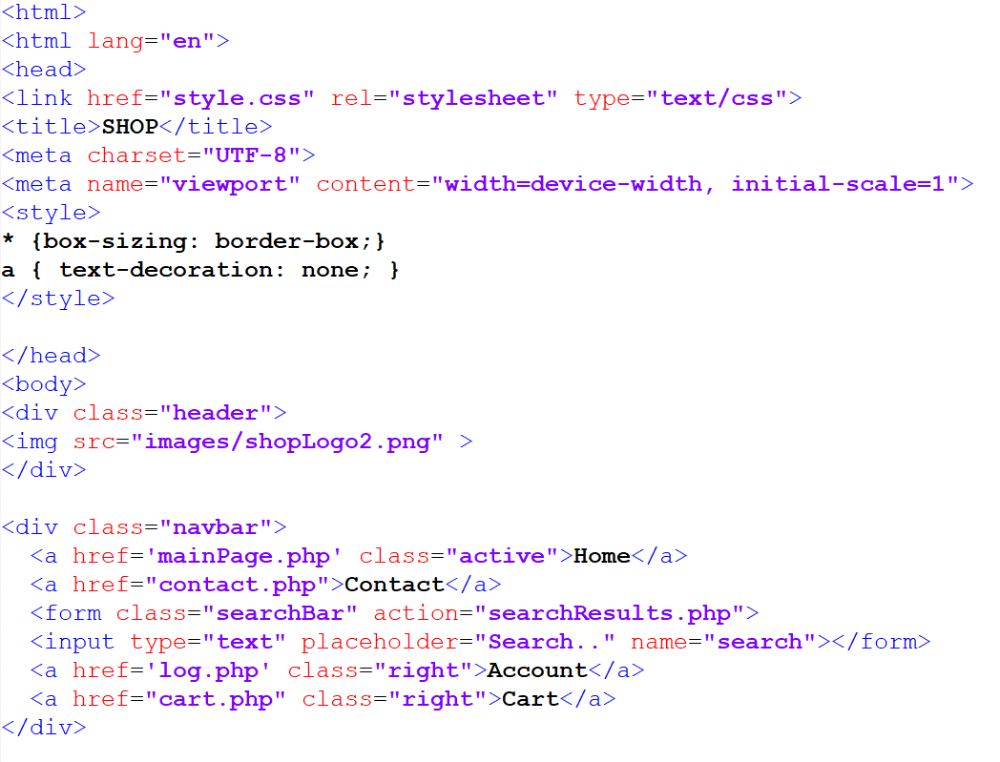 <html>
<html lang="en">
<head>
<link href="style.css" rel="stylesheet" type="text/css">
<title>SHOP</title>
<meta charset="UTF-8">
<meta name="viewport" content="width=device-width, initial-scale=1">
<style>
* {box-sizing: border-box;}
a { text-decoration: none; }
</style>

</head>
<body>
<div class="header">
<img src="images/shopLogo2.png" >
</div>

<div class="navbar">
  <a href='mainPage.php' class="active">Home</a>
  <a href="contact.php">Contact</a>
  <form class="searchBar" action="searchResults.php">
  <input type="text" placeholder="Search.." name="search"></form>
  <a href='log.php' class="right">Account</a>
  <a href="cart.php" class="right">Cart</a>
</div>